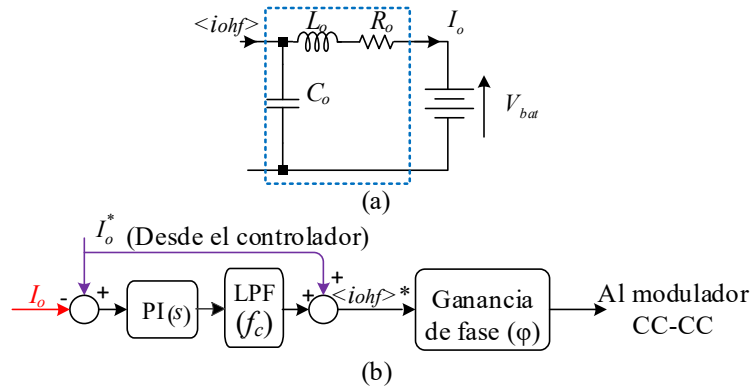 <iohf> Lo Ro Io
Co
Vbat
(a)
Io* (Desde el controlador)
Io - + PI(s) LPF (fc) + + <iohf>* Ganancia de fase (φ) Al modulador CC-CC
(b)